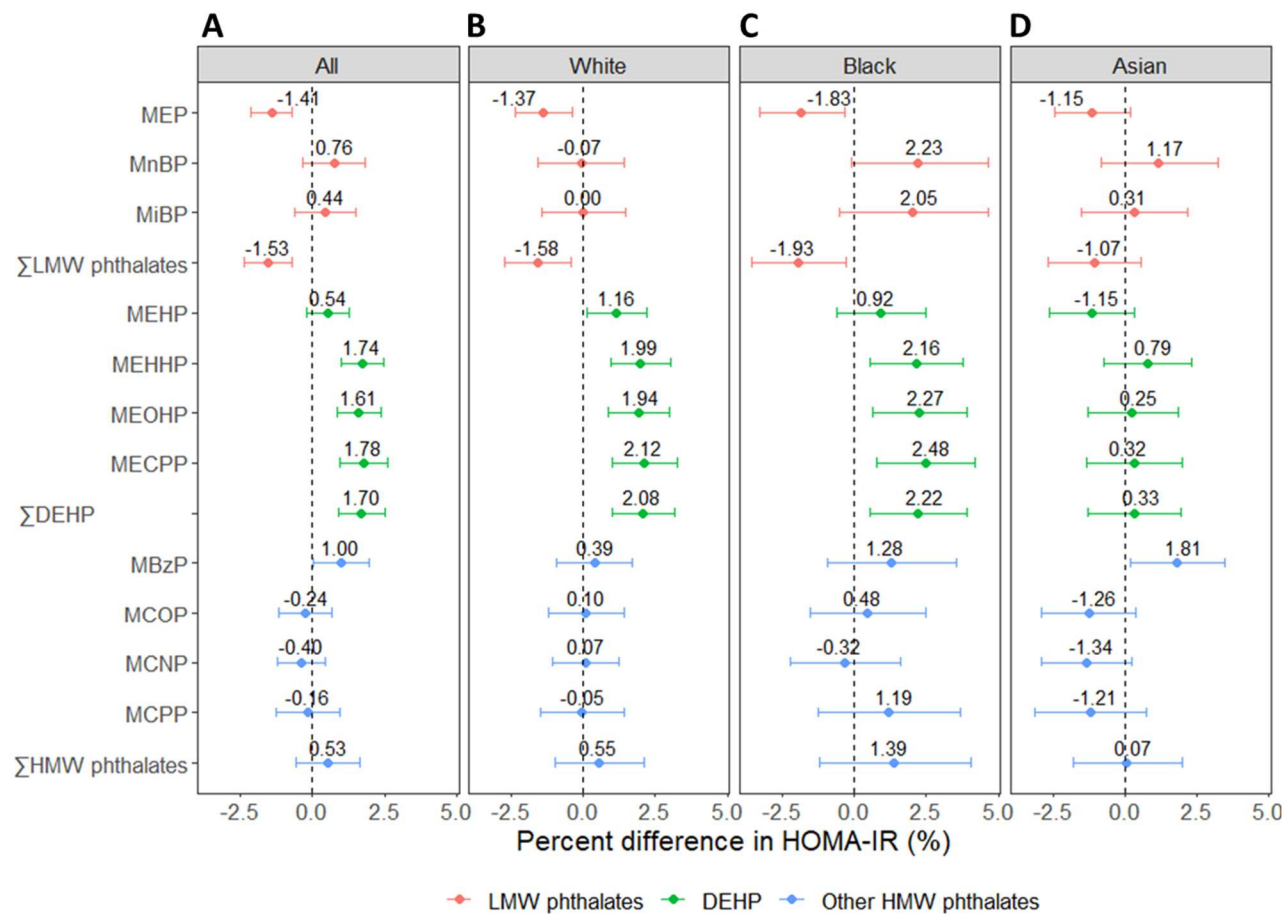 A B C D
All White Black Asian
MEP -1.41 -1.37 -1.83 -1.15
MnBP 0.76 -0.07 2.23 1.17
MiBP 0.44 0.00 2.05 0.31
∑LMW phthalates -1.53 -1.58 -1.93 -1.07
MEHP 0.54 1.16 0.92 -1.15
MEHHP 1.74 1.99 2.16 0.79
MEOHP 1.61 1.94 2.27 0.25
MECPP 1.78 2.12 2.48 0.32
∑DEHP 1.70 2.08 2.22 0.33
MBzP 1.00 0.39 1.28 1.81
MCOP -0.24 0.10 0.48 -1.26
MCNP -0.40 0.07 -0.32 -1.34
MCPP -0.16 -0.05 1.19 -1.21
∑HMW phthalates 0.53 0.55 1.39 0.07
-2.5 0.0 2.5 5.0 -2.5 0.0 2.5 5.0 -2.5 0.0 2.5 5.0 -2.5 0.0 2.5 5.0
Percent difference in HOMA-IR (%)
LMW phthalates DEHP Other HMW phthalates